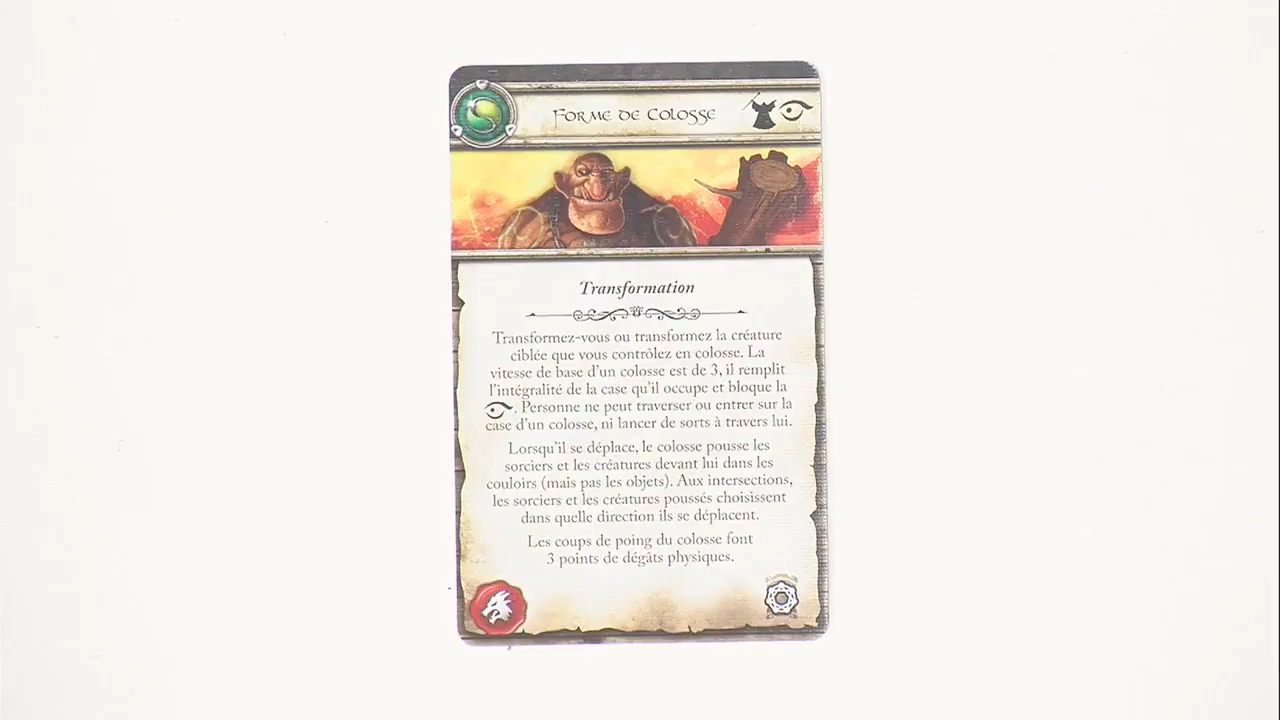 Forme de Colosse
Transformation
Transformez-vous ou transformez la créature
ciblée que vous contrôlez en colosse. La
vitesse de base d'un colosse est de 3, il remplit
l'intégralité de la case qu'il occupe et bloque la
. Personne ne peut traverser ou entrer sur la
case d'un colosse, ni lancer de sorts à travers lui.
Lorsqu'il se déplace, le colosse pousse les
sorciers et les créatures devant lui dans les
couloirs (mais pas les objets). Aux intersections,
les sorciers et les créatures poussés choisissent
dans quelle direction ils se déplacent.
Les coups de poing du colosse font
3 points de dégâts physiques.